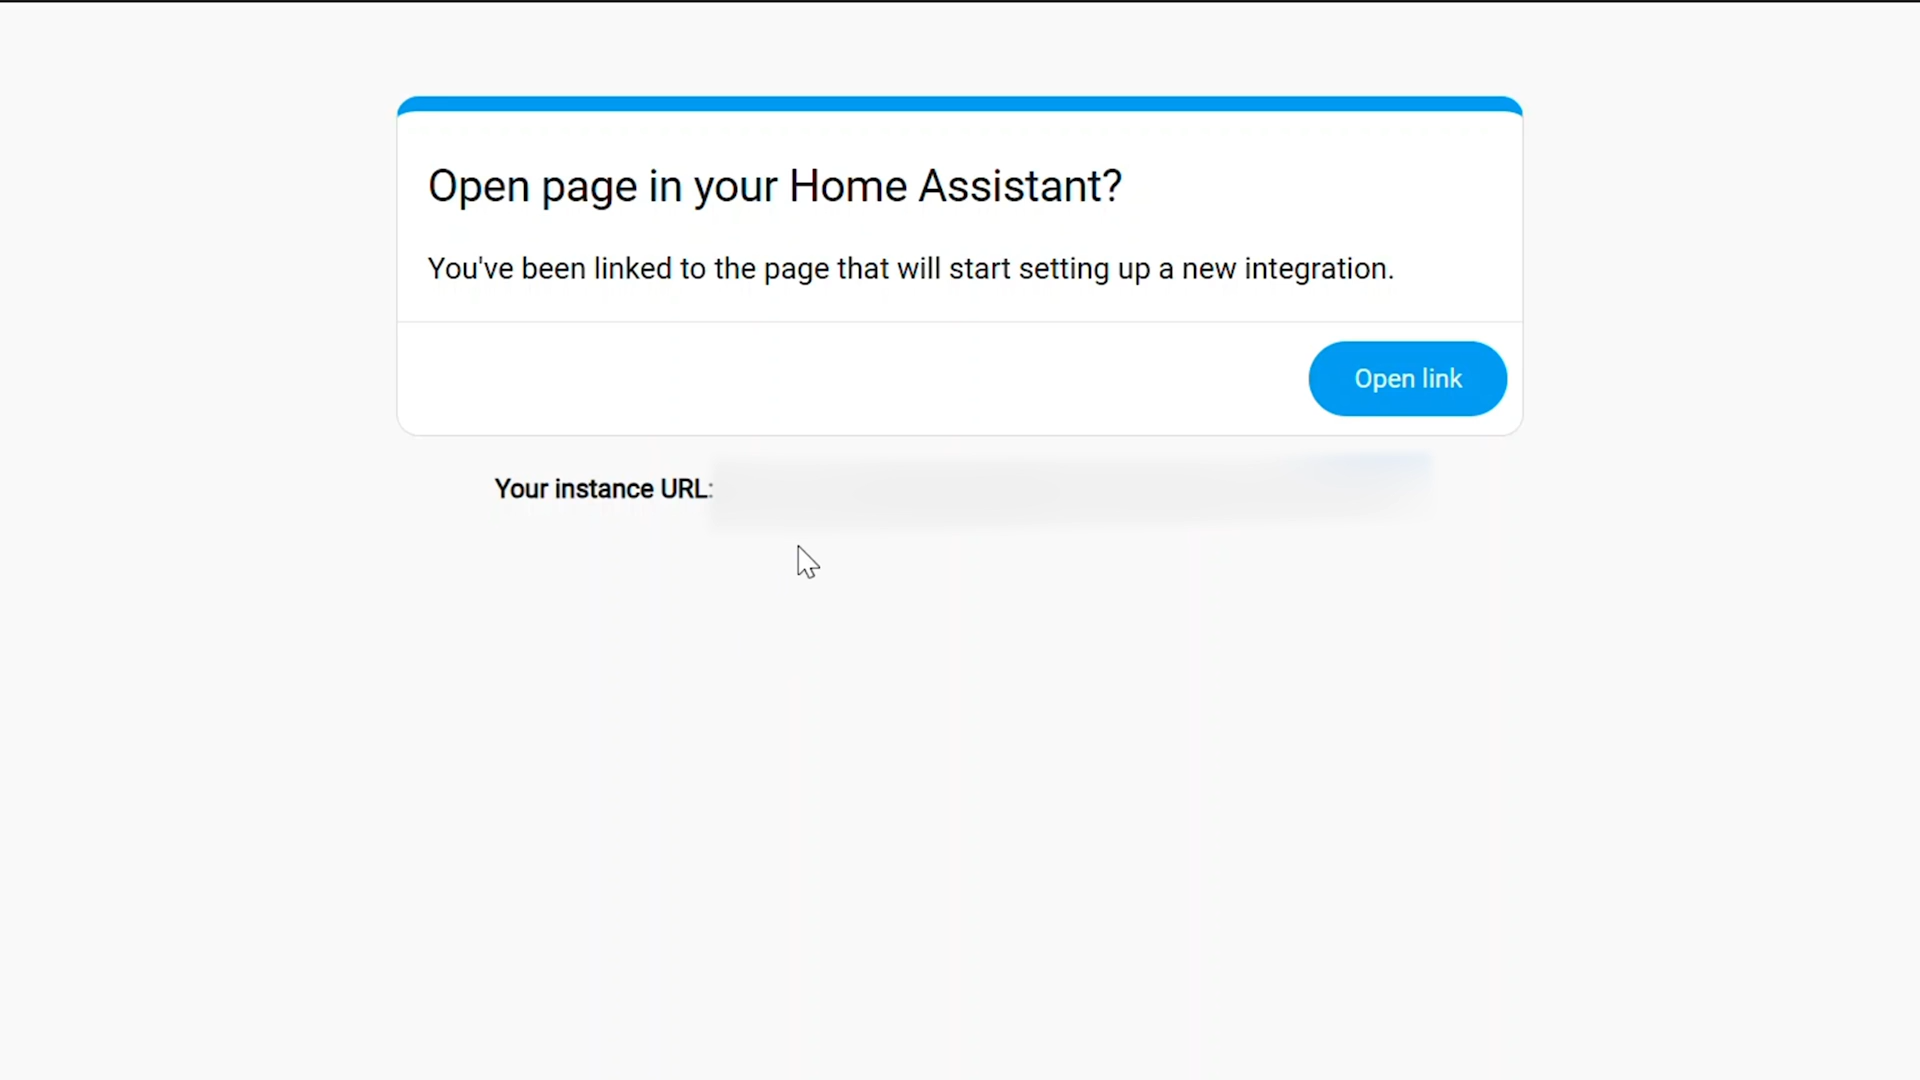 Open page in your Home Assistant?
You've been linked to the page that will start setting up a new integration.
Open link
Your instance URL: